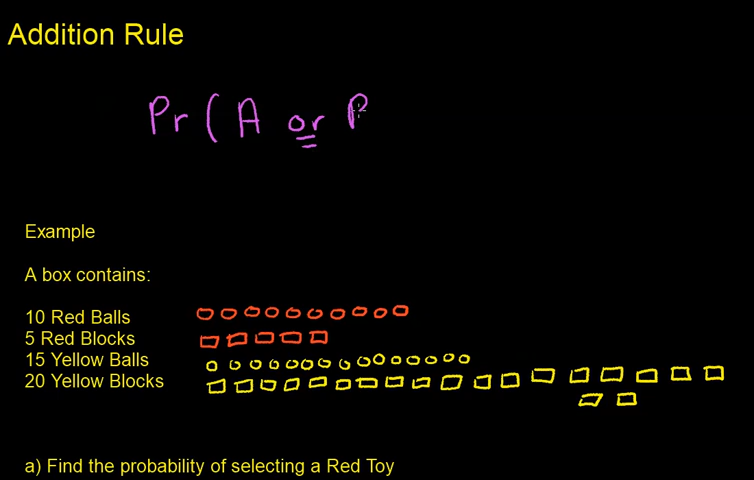 Addition Rule
Pr ( A or
Example
A box contains:
10 Red Balls
5 Red Blocks
15 Yellow Balls
20 Yellow Blocks
a) Find the probability of selecting a Red Toy